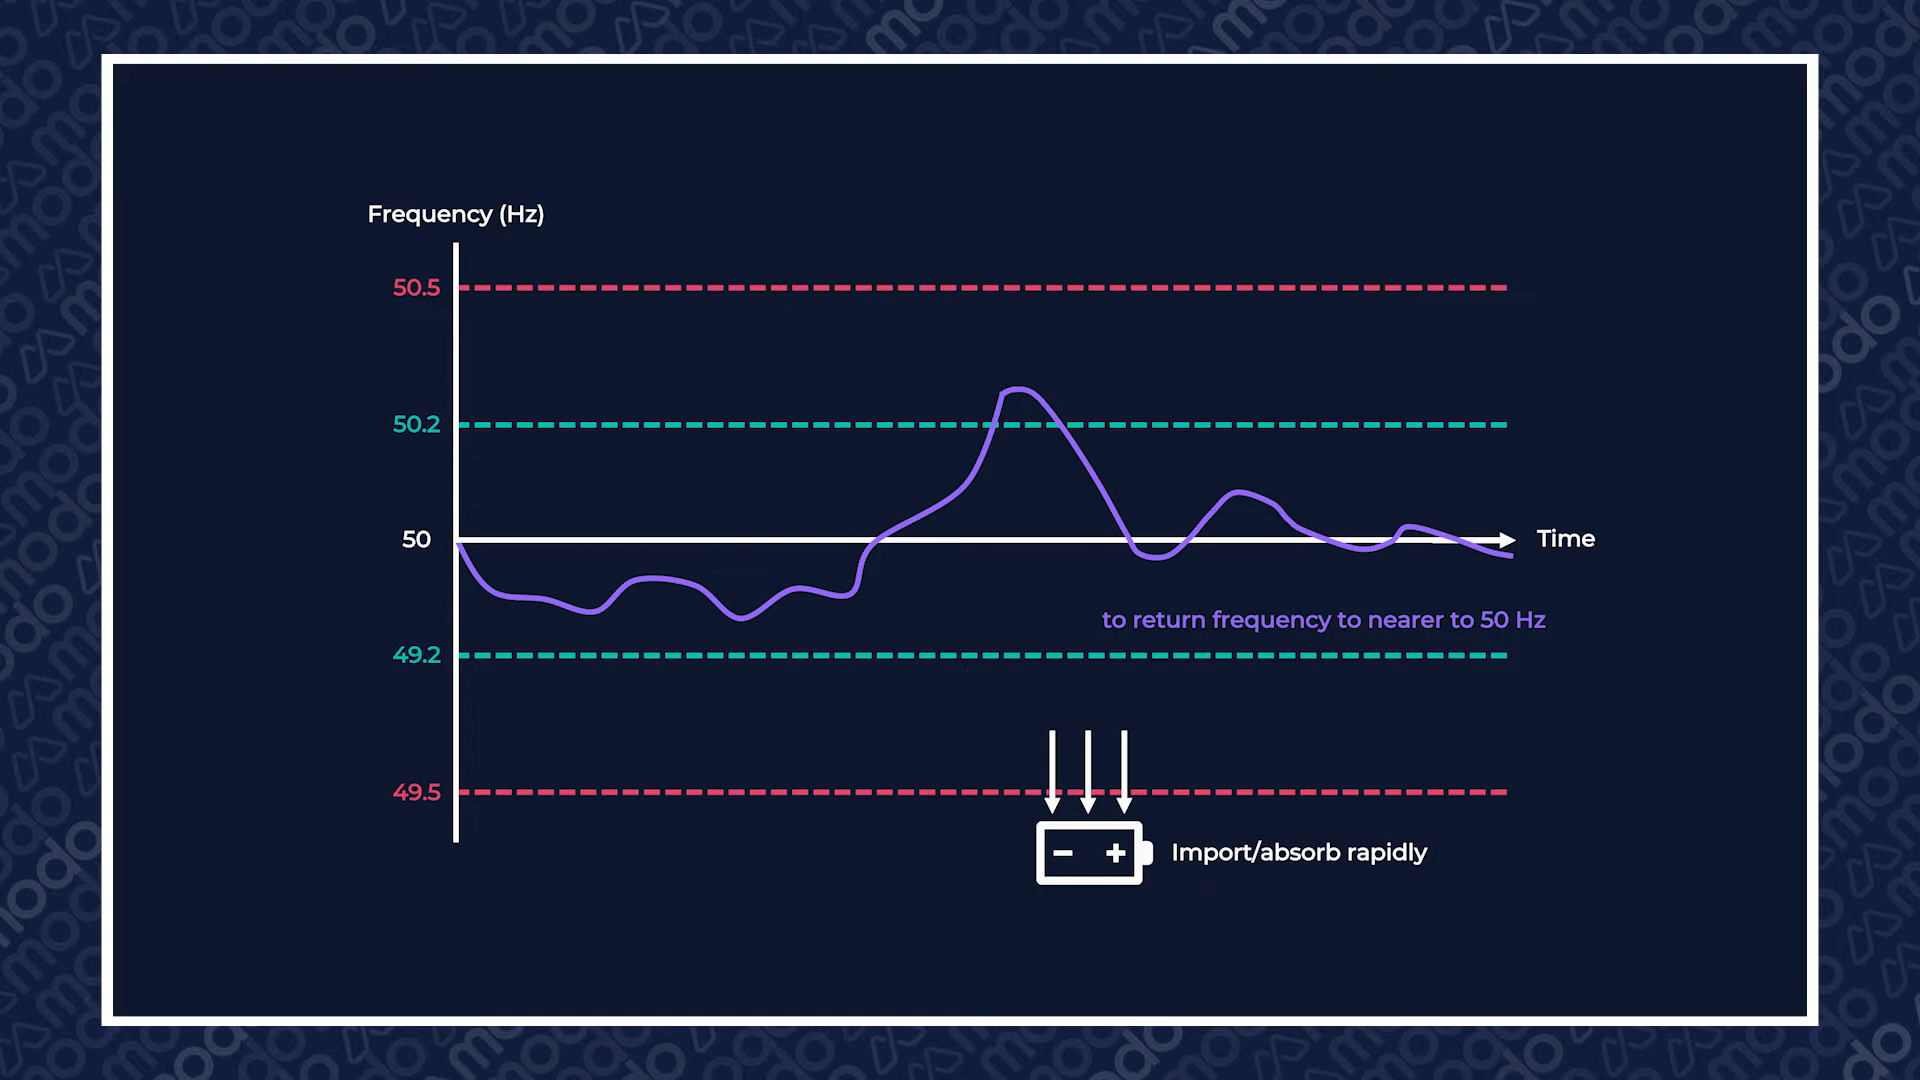 Frequency (Hz)
50.5
50.2
50
Time
to return frequency to nearer to 50 Hz
49.2
49.5
- +
Import/absorb rapidly